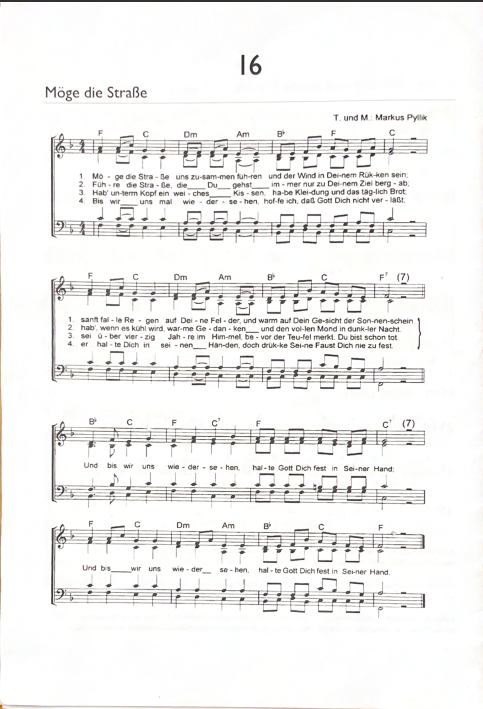 16
Möge die Straße
T. und M.: Markus Pyllik
F C Dm Am B♭ F C
1. Mö - ge die Stra - ße uns zu-sam-men füh-ren und der Wind in Dei-nem Rük-ken sein;
2. Füh - re die Stra - ße, die___ Du___ gehst___ im - mer nur zu Dei-nem Ziel berg - ab;
3. Hab' un-term Kopf ein wei - ches___ Kis - sen, ha-be Klei-dung und das täg-lich Brot;
4. Bis wir___ uns mal wie - der - se-hen, hof-fe ich, daß Gott Dich nicht ver - läßt;
F C Dm Am B♭ C F⁷ (7)
1. sanft fal - le Re - gen auf Dei - ne Fel - der, und warm auf Dein Ge-sicht der Son-nen-schein
2. hab', wenn es kühl wird, war-me Ge - dan - ken___ und den vol-len Mond in dunk-ler Nacht.
3. sei ü - ber vier - zig Jah - re im Him-mel, be - vor der Teu-fel merkt, Du bist schon tot
4. er hal - te Dich in sei - nen___ Hän-den, doch drük-ke Sei-ne Faust Dich nie zu fest.
B♭ C F C⁷ F C⁷ (7)
Und bis wir uns wie - der - se - hen, hal - te Gott Dich fest in Sei-ner Hand;
F C Dm Am B♭ C F
Und bis___wir uns wie - der___ se - hen, hal - te Gott Dich fest in Sei-ner Hand.